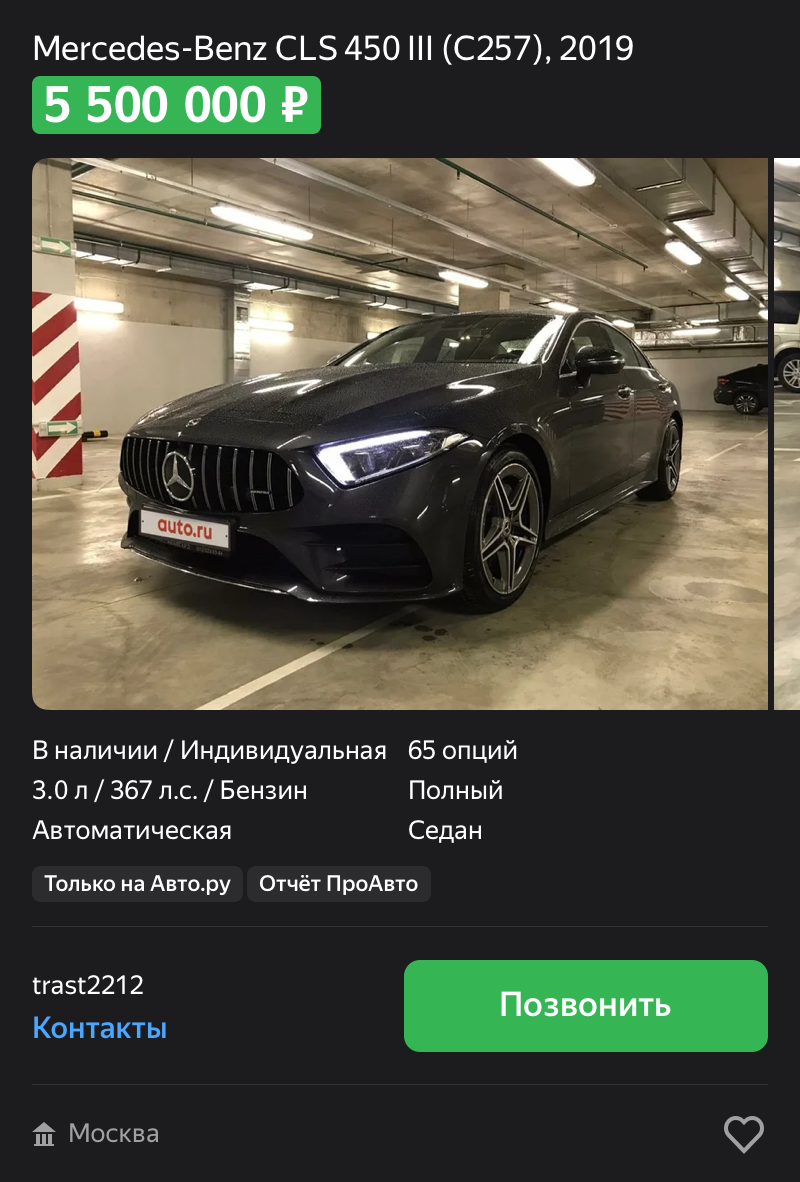 Mercedes-Benz CLS 450 III (C257), 2019
5 500 000 ₽
auto.ru
В наличии / Индивидуальная
65 опций
3.0 л / 367 л.с. / Бензин
Полный
Автоматическая
Седан
Только на Авто.ру
Отчёт ПроАвто
trast2212
Контакты
Позвонить
Москва